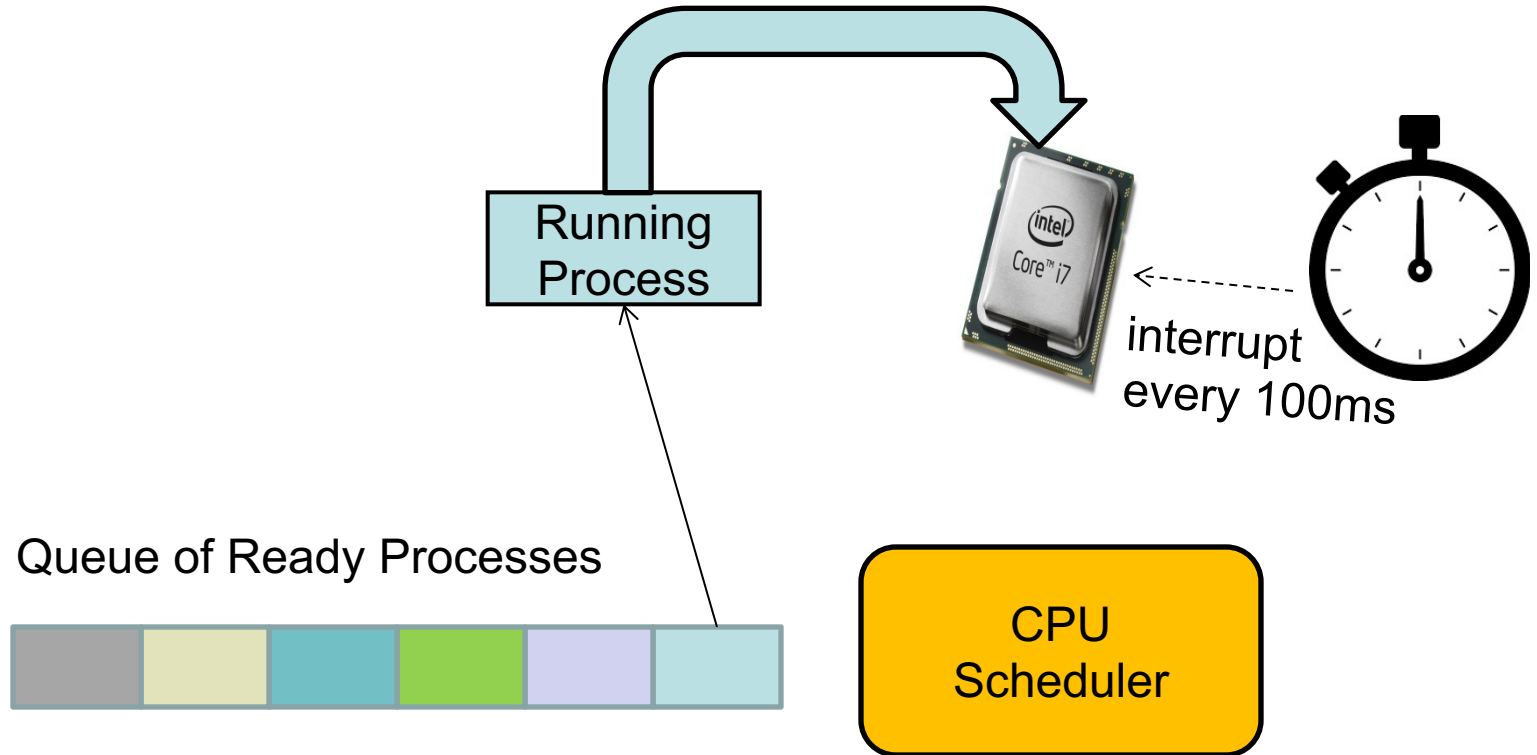 Running
Process
intel
Core™ i7
interrupt
every 100ms
Queue of Ready Processes
CPU
Scheduler